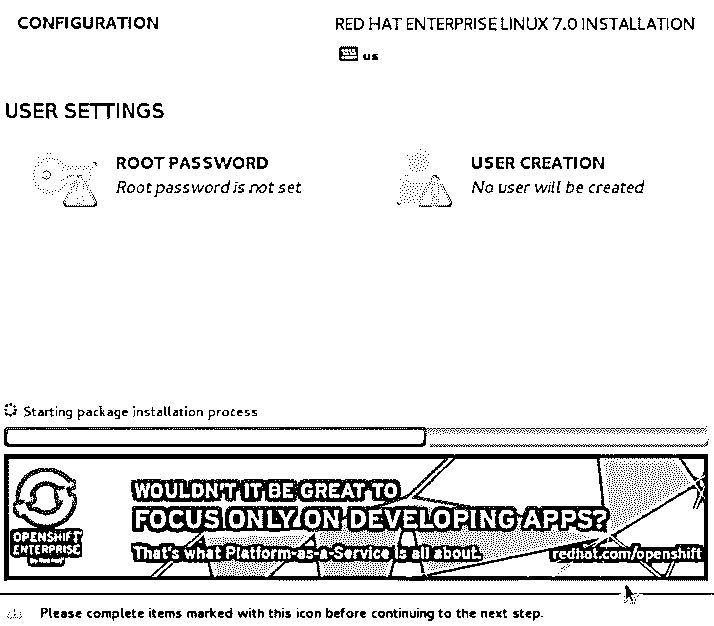 CONFIGURATION
RED HAT ENTERPRISE LINUX 7.0 INSTALLATION
us
USER SETTINGS
ROOT PASSWORD
Root password is not set
USER CREATION
No user will be created
Starting package installation process
WOULDN'T IT BE GREAT TO
FOCUS ONLY ON DEVELOPING APPS?
That's what Platform-as-a-Service is all about.
redhat.com/openshift
OPENSHIFT
ENTERPRISE
by Red Hat
Please complete items marked with this icon before continuing to the next step.